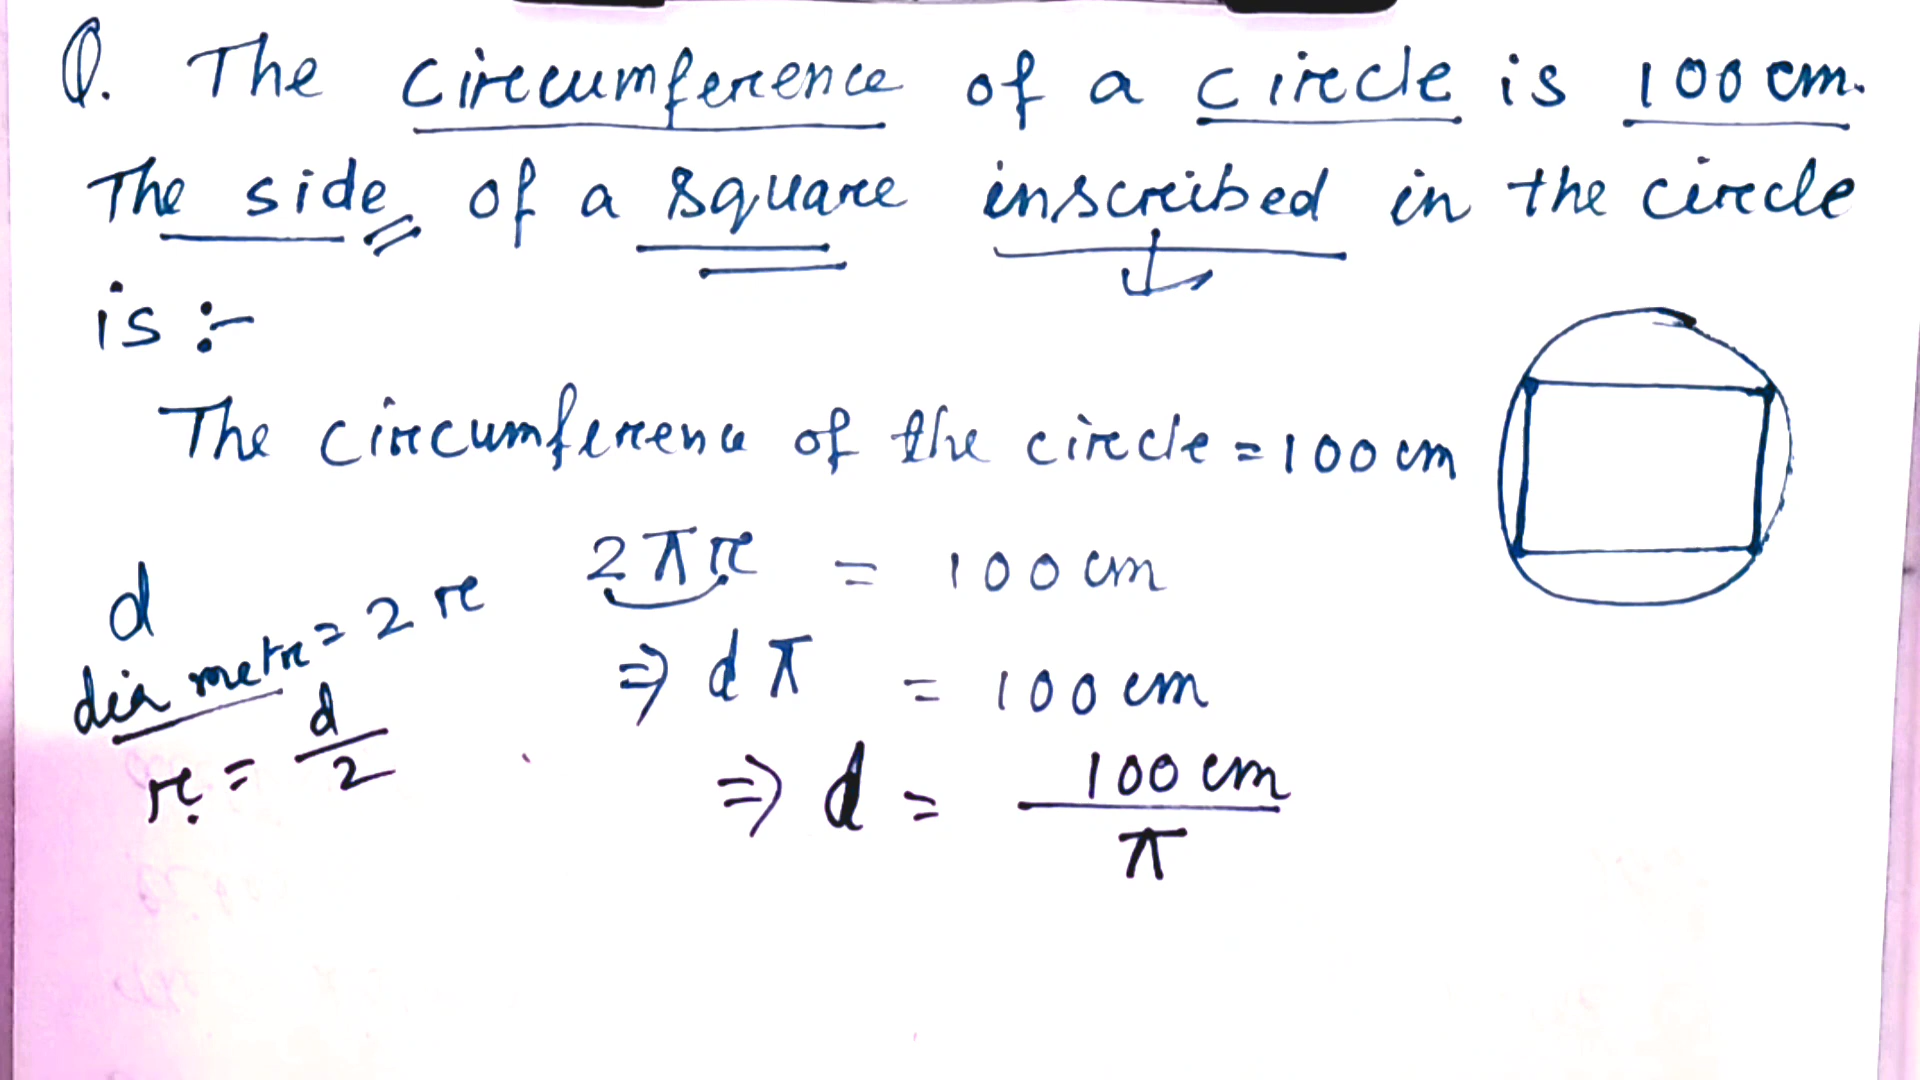 Q. The circumference of a circle is 100 cm.
The side of a square inscribed in the circle
is :-
The circumference of the circle = 100 cm
2πr = 100 cm
d
diametre = 2r
⇒ dπ = 100 cm
r = d/2
⇒ d = 100 cm/π